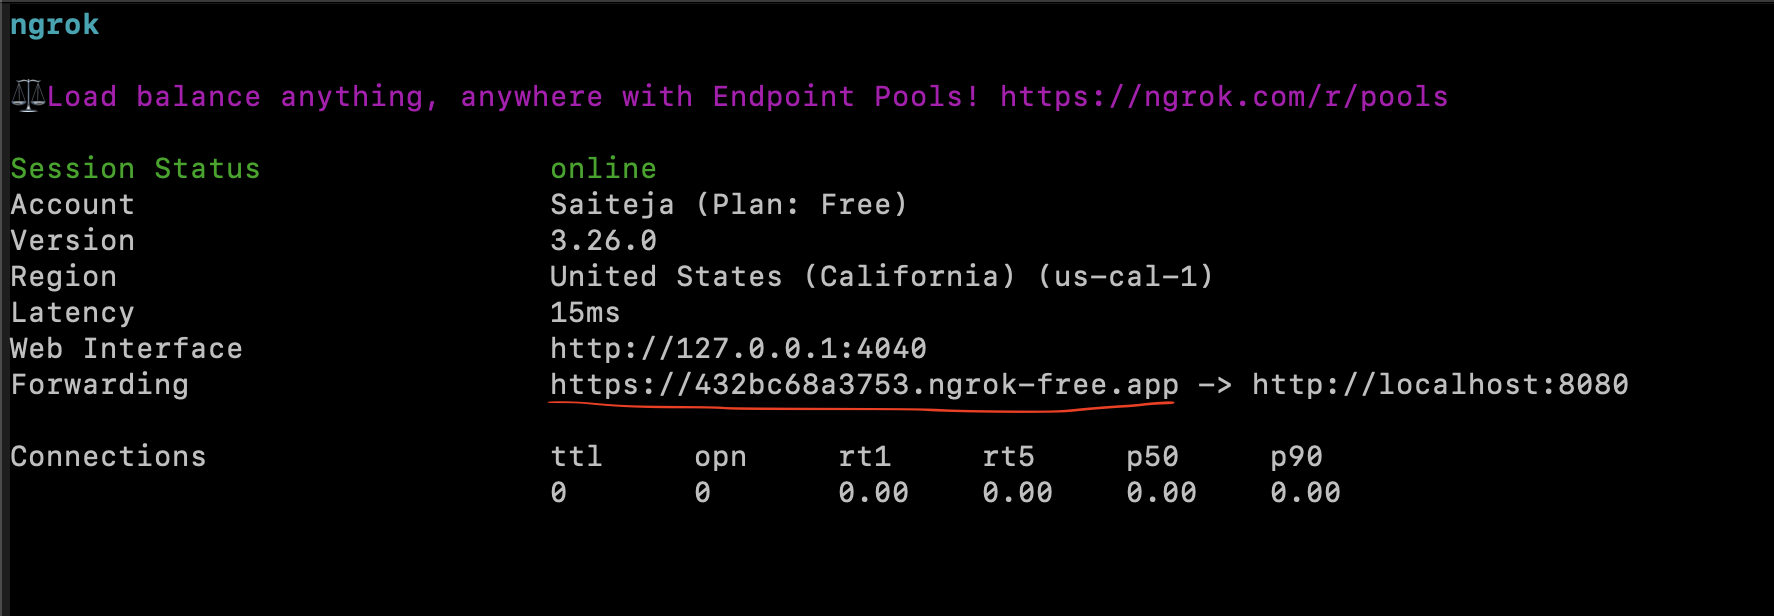 ngrok
⚖️Load balance anything, anywhere with Endpoint Pools! https://ngrok.com/r/pools
Session Status online
Account Saiteja (Plan: Free)
Version 3.26.0
Region United States (California) (us-cal-1)
Latency 15ms
Web Interface http://127.0.0.1:4040
Forwarding https://432bc68a3753.ngrok-free.app -> http://localhost:8080
Connections ttl opn rt1 rt5 p50 p90
0 0 0.00 0.00 0.00 0.00